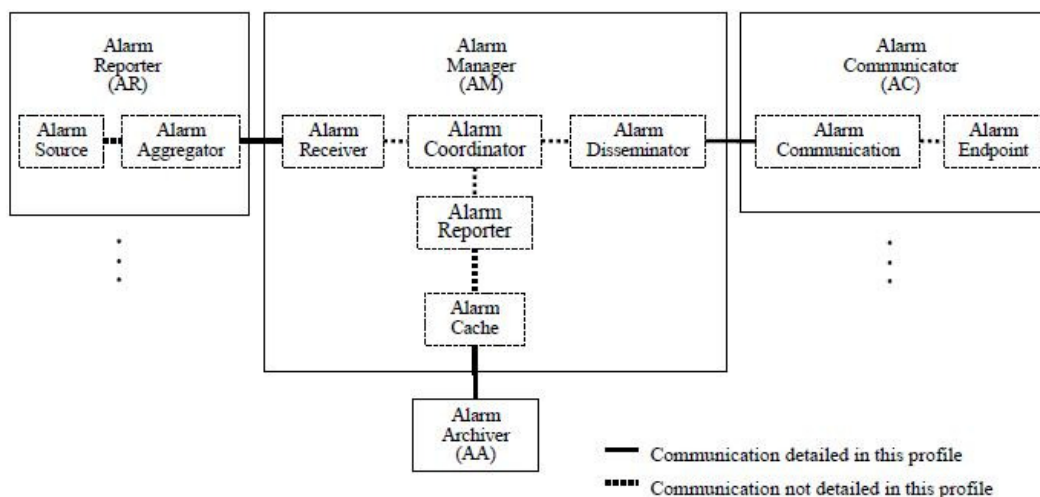 Alarm
Reporter
(AR)
Alarm
Source
Alarm
Aggregator
Alarm
Manager
(AM)
Alarm
Receiver
Alarm
Coordinator
Alarm
Disseminator
Alarm
Reporter
Alarm
Cache
Alarm
Communicator
(AC)
Alarm
Communication
Alarm
Endpoint
Alarm
Archiver
(AA)
Communication detailed in this profile
Communication not detailed in this profile